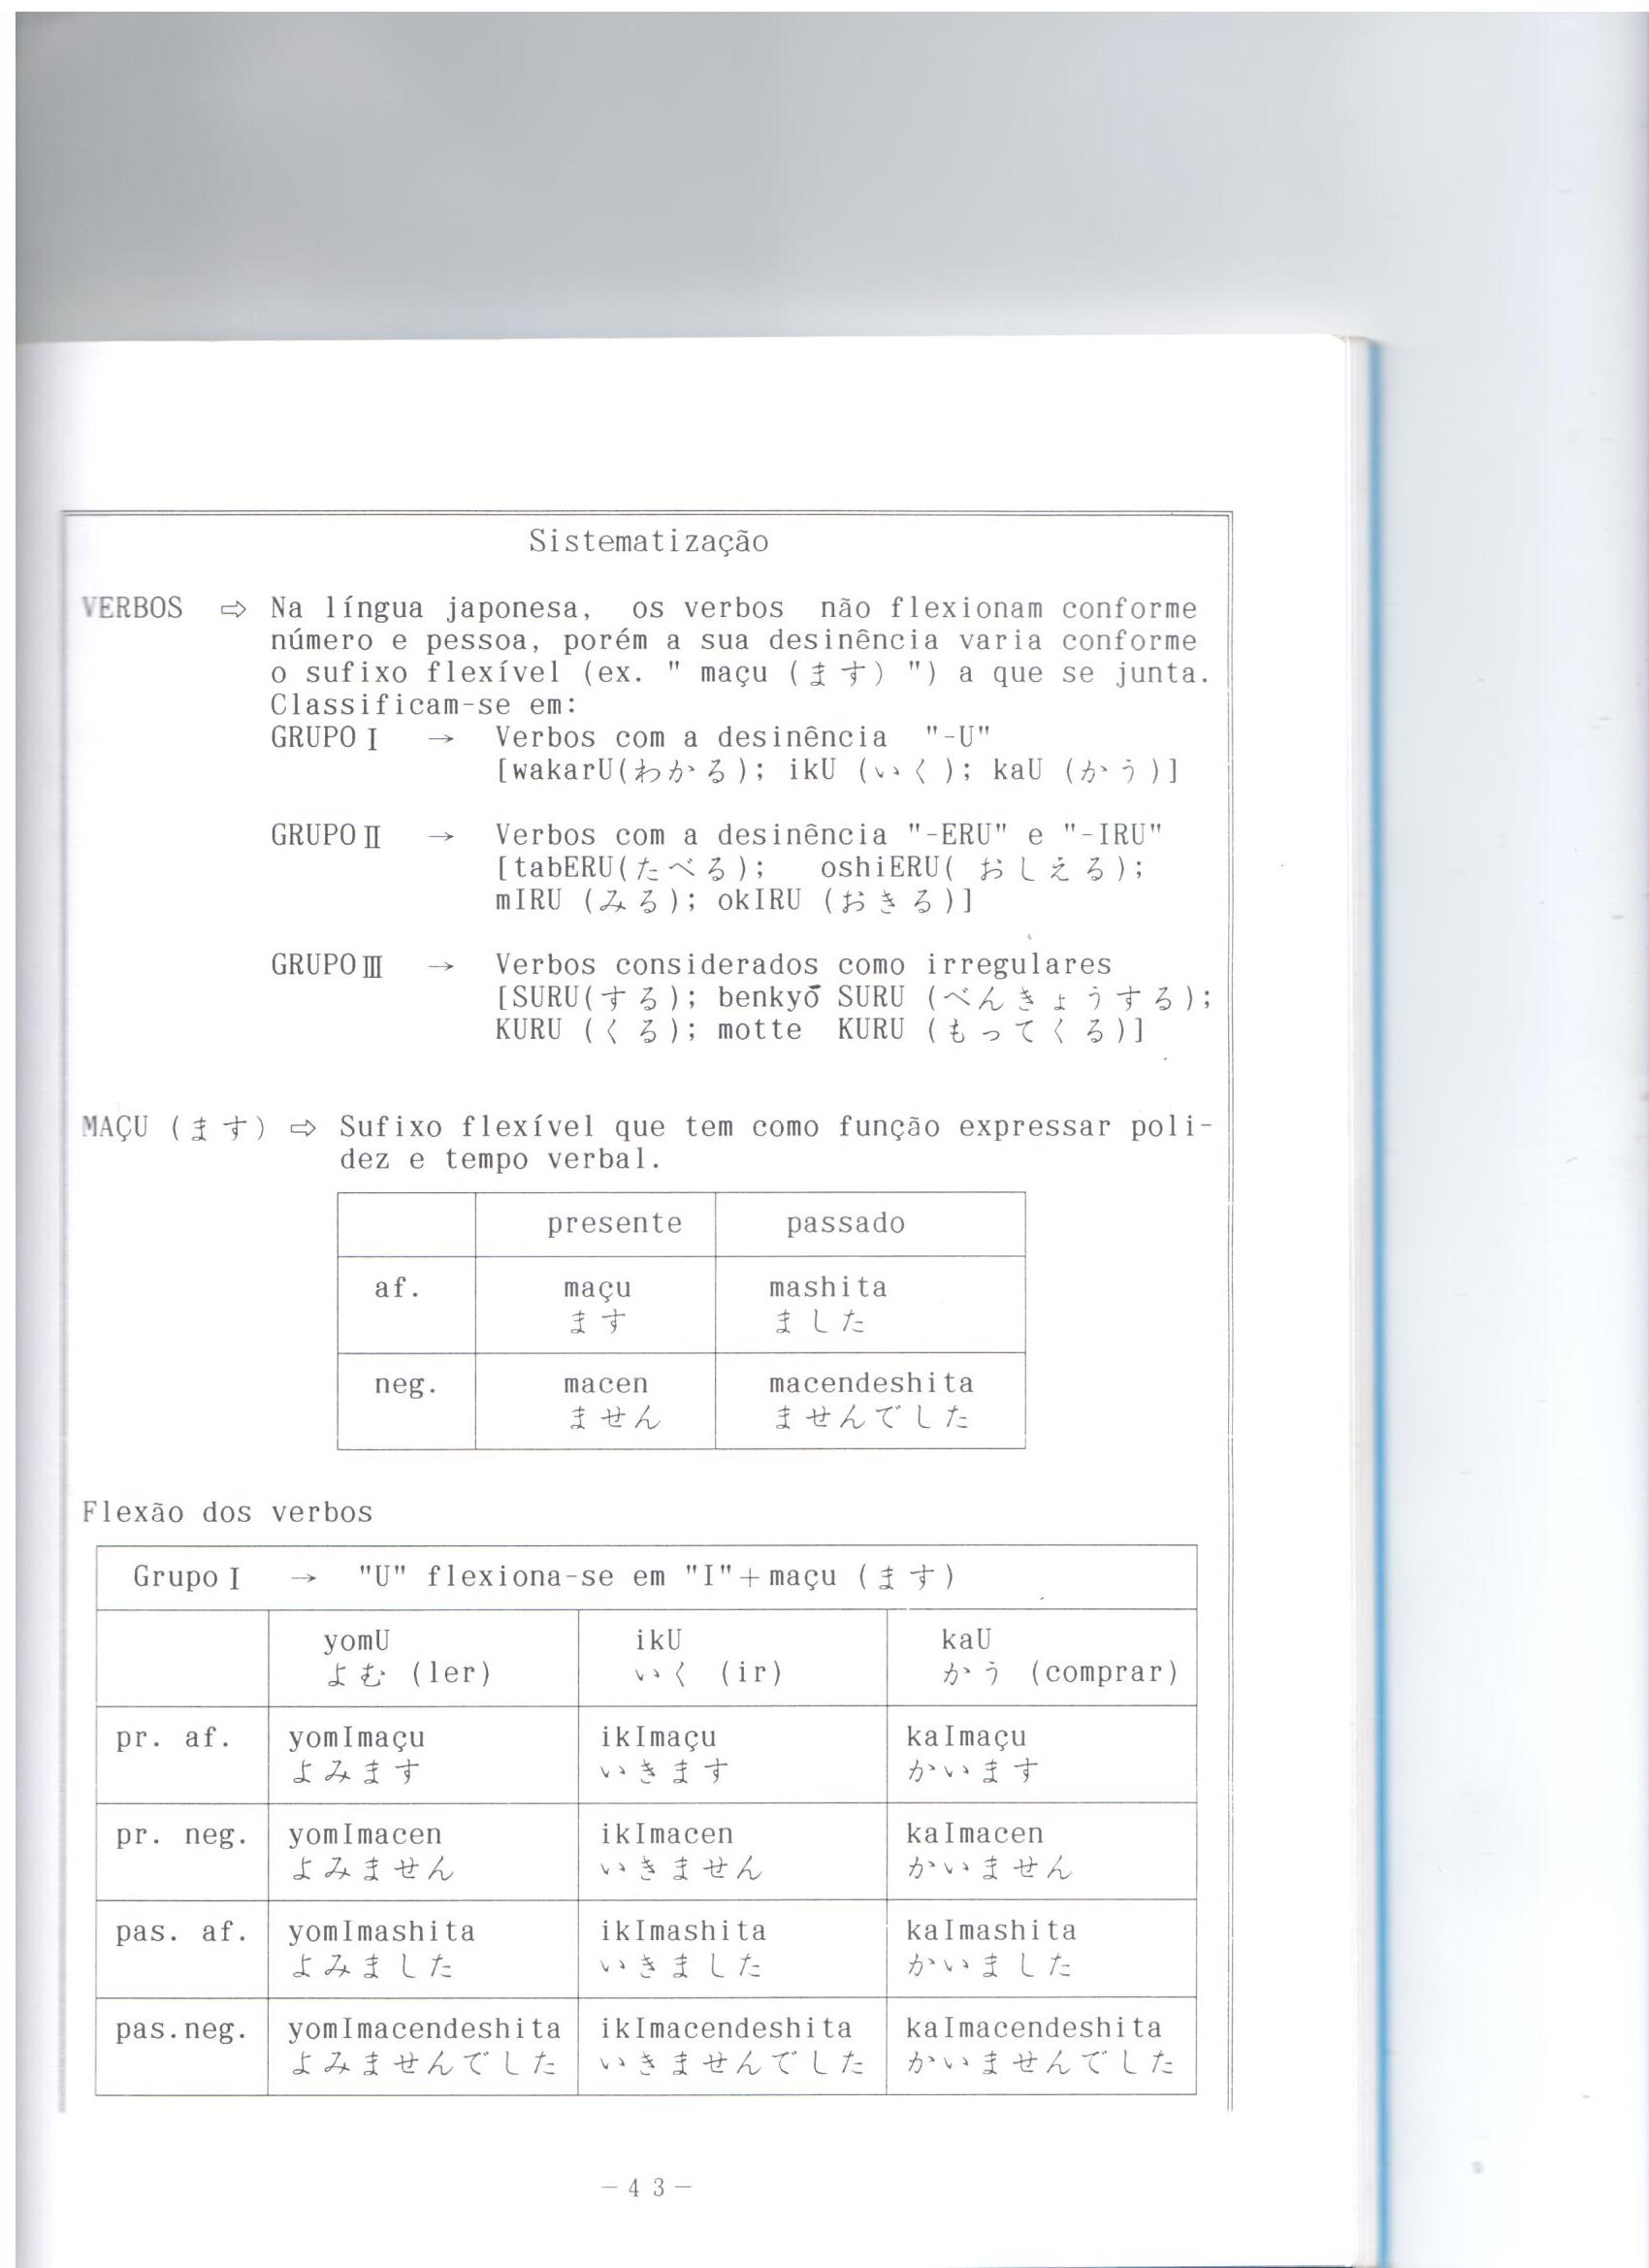 Sistematização
VERBOS ⇨ Na língua japonesa, os verbos não flexionam conforme
número e pessoa, porém a sua desinência varia conforme
o sufixo flexível (ex. " maçu (ます) ") a que se junta.
Classificam-se em:
GRUPO Ⅰ → Verbos com a desinência "-U"
[wakarU(わかる); ikU (いく); kaU (かう)]
GRUPO Ⅱ → Verbos com a desinência "-ERU" e "-IRU"
[tabERU(たべる); oshiERU( おしえる);
mIRU (みる); okIRU (おきる)]
GRUPO Ⅲ → Verbos considerados como irregulares
[SURU(する); benkyō SURU (べんきょうする);
KURU (くる); motte KURU (もってくる)]
MAÇU (ます) ⇨ Sufixo flexível que tem como função expressar poli-
dez e tempo verbal.
presente passado
af. maçu mashita
ます ました
neg. macen macendeshita
ません ませんでした
Flexão dos verbos
Grupo Ⅰ → "U" flexiona-se em "I"+maçu (ます)
yomU ikU kaU
よむ (ler) いく (ir) かう (comprar)
pr. af. yomImaçu ikImaçu kaImaçu
よみます いきます かいます
pr. neg. yomImacen ikImacen kaImacen
よみません いきません かいません
pas. af. yomImashita ikImashita kaImashita
よみました いきました かいました
pas.neg. yomImacendeshita ikImacendeshita kaImacendeshita
よみませんでした いきませんでした かいませんでした
－43－